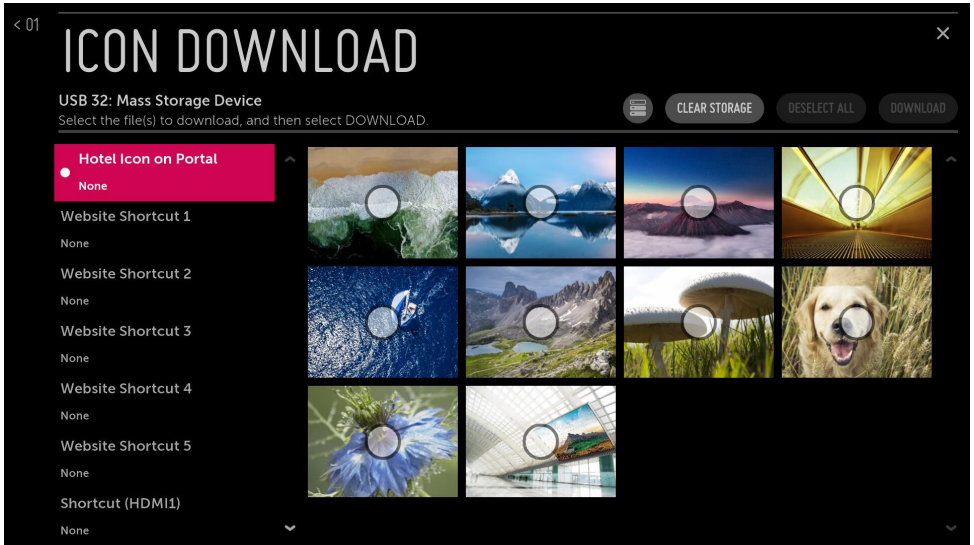 < 01
ICON DOWNLOAD
USB 32: Mass Storage Device
Select the file(s) to download, and then select DOWNLOAD.
CLEAR STORAGE
DESELECT ALL
DOWNLOAD
Hotel Icon on Portal
None
Website Shortcut 1
None
Website Shortcut 2
None
Website Shortcut 3
None
Website Shortcut 4
None
Website Shortcut 5
None
Shortcut (HDMI1)
None